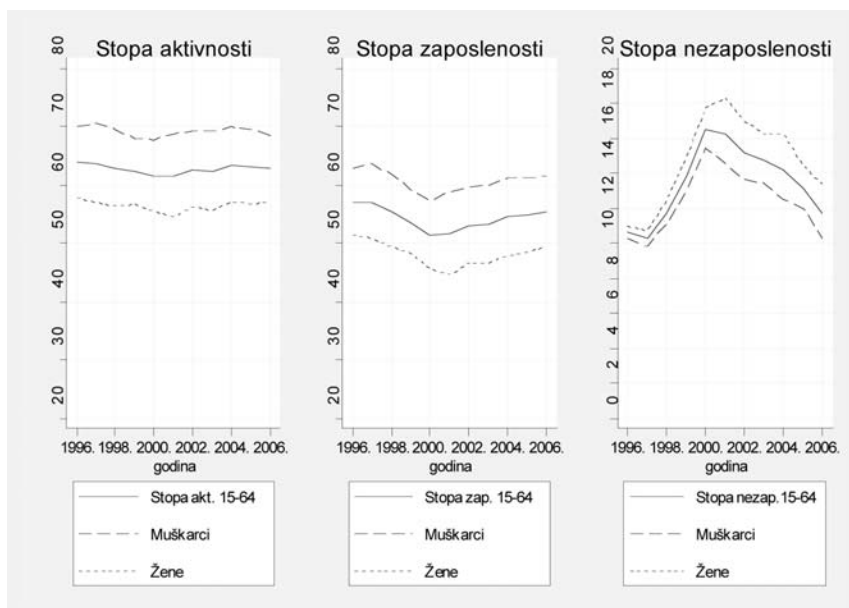 Stopa aktivnosti
80
70
60
50
40
30
20
1996. 1998. 2000. 2002. 2004. 2006.
godina
Stopa akt. 15-64
Muškarci
Žene
Stopa zaposlenosti
80
70
60
50
40
30
20
1996. 1998. 2000. 2002. 2004. 2006.
godina
Stopa zap. 15-64
Muškarci
Žene
Stopa nezaposlenosti
20
18
16
14
12
10
8
6
4
2
0
1996. 1998. 2000. 2002. 2004. 2006.
godina
Stopa nezap. 15-64
Muškarci
Žene